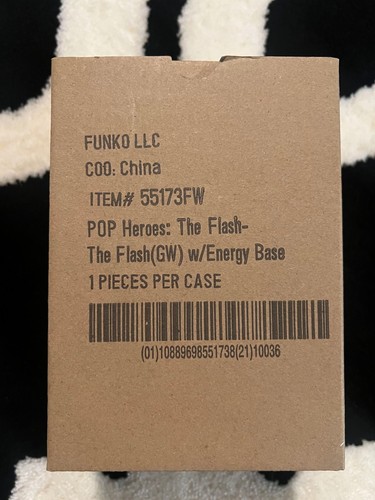 FUNKO LLC
COO: China
ITEM# 55173FW
POP Heroes: The Flash-
The Flash(GW) w/Energy Base
1 PIECES PER CASE
(01)10889698551738(21)10036